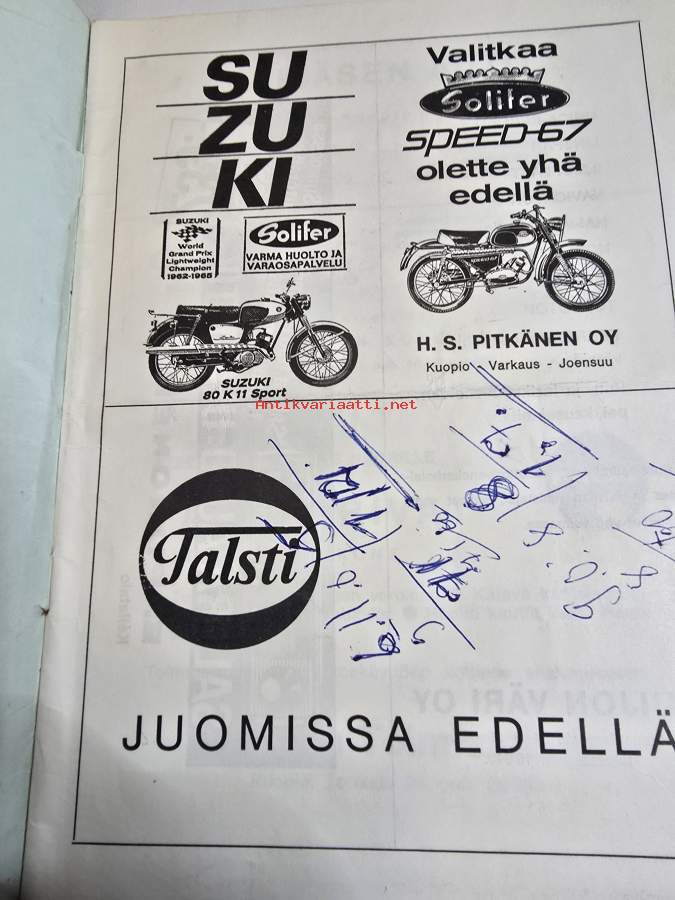 SU
ZU
KI
SUZUKI
World
Grand Prix
Lightweight
Champion
1962-1965
Solifer
VARMA HUOLTO JA
VARAOSAPALVELU
SUZUKI
80 K 11 Sport
Valitkaa
Solifer
SPEED-67
olette yhä
edellä
H. S. PITKÄNEN OY
Kuopio Varkaus - Joensuu
Antikvariaatti.net
Talsti
JUOMISSA EDELLÄ